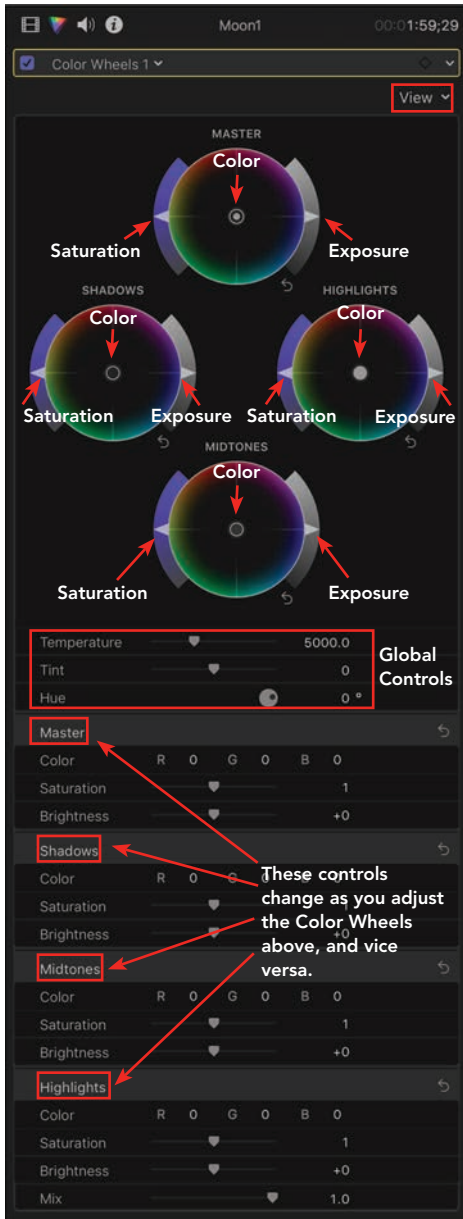 Moon1 00:01:59;29
Color Wheels 1
View
MASTER
Color
Saturation Exposure
SHADOWS HIGHLIGHTS
Color Color
Saturation Exposure Saturation Exposure
MIDTONES
Color
Saturation Exposure
Temperature 5000.0
Tint 0
Hue 0 °
Global
Controls
Master
Color R 0 G 0 B 0
Saturation 1
Brightness +0
Shadows
Color R 0 G
Saturation
Brightness +0
These controls
change as you adjust
the Color Wheels
above, and vice
versa.
Midtones
Color R 0 G 0 B 0
Saturation 1
Brightness +0
Highlights
Color R 0 G 0 B 0
Saturation 1
Brightness +0
Mix 1.0